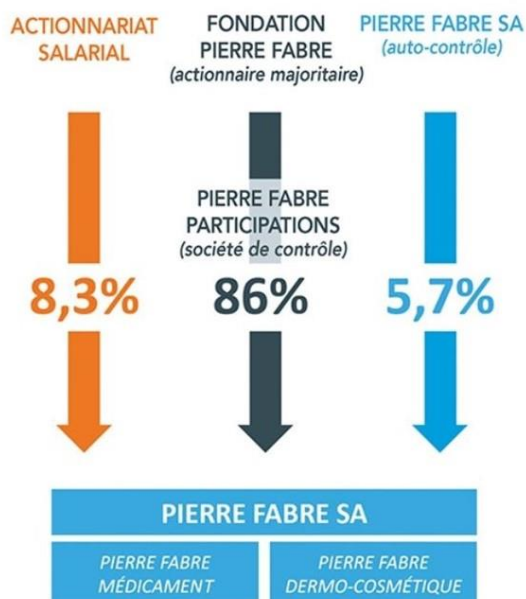 ACTIONNARIAT
SALARIAL
FONDATION
PIERRE FABRE
(actionnaire majoritaire)
PIERRE FABRE SA
(auto-contrôle)
PIERRE FABRE
PARTICIPATIONS
(société de contrôle)
8,3%
86%
5,7%
PIERRE FABRE SA
PIERRE FABRE
MÉDICAMENT
PIERRE FABRE
DERMO-COSMÉTIQUE